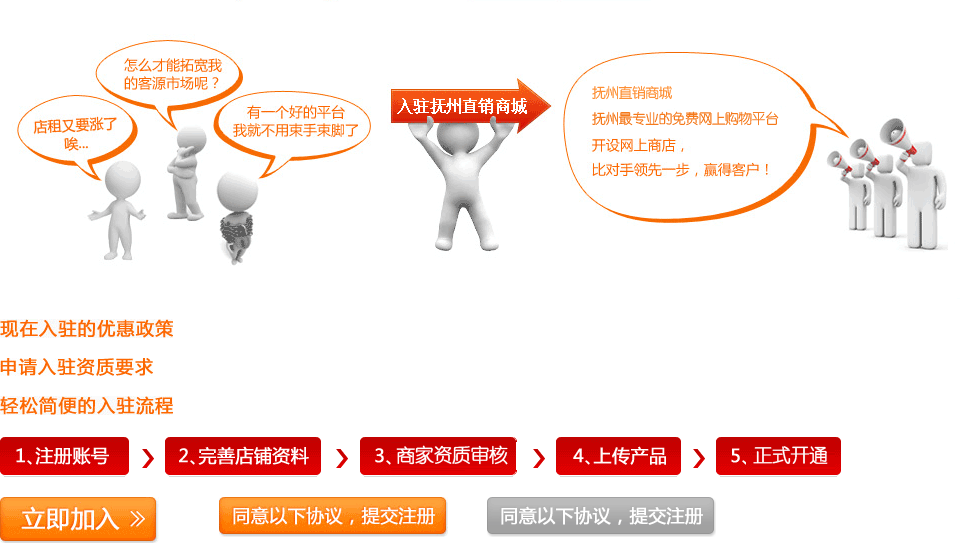 怎么才能拓宽我
的客源市场呢？
店租又要涨了
唉...
有一个好的平台
我就不用束手束脚了
入驻抚州直销商城
抚州直销商城
抚州最专业的免费网上购物平台
开设网上商店，
比对手领先一步，赢得客户！
现在入驻的优惠政策
申请入驻资质要求
轻松简便的入驻流程
1、注册账号
2、完善店铺资料
3、商家资质审核
4、上传产品
5、正式开通
立即加入 »
同意以下协议，提交注册
同意以下协议，提交注册